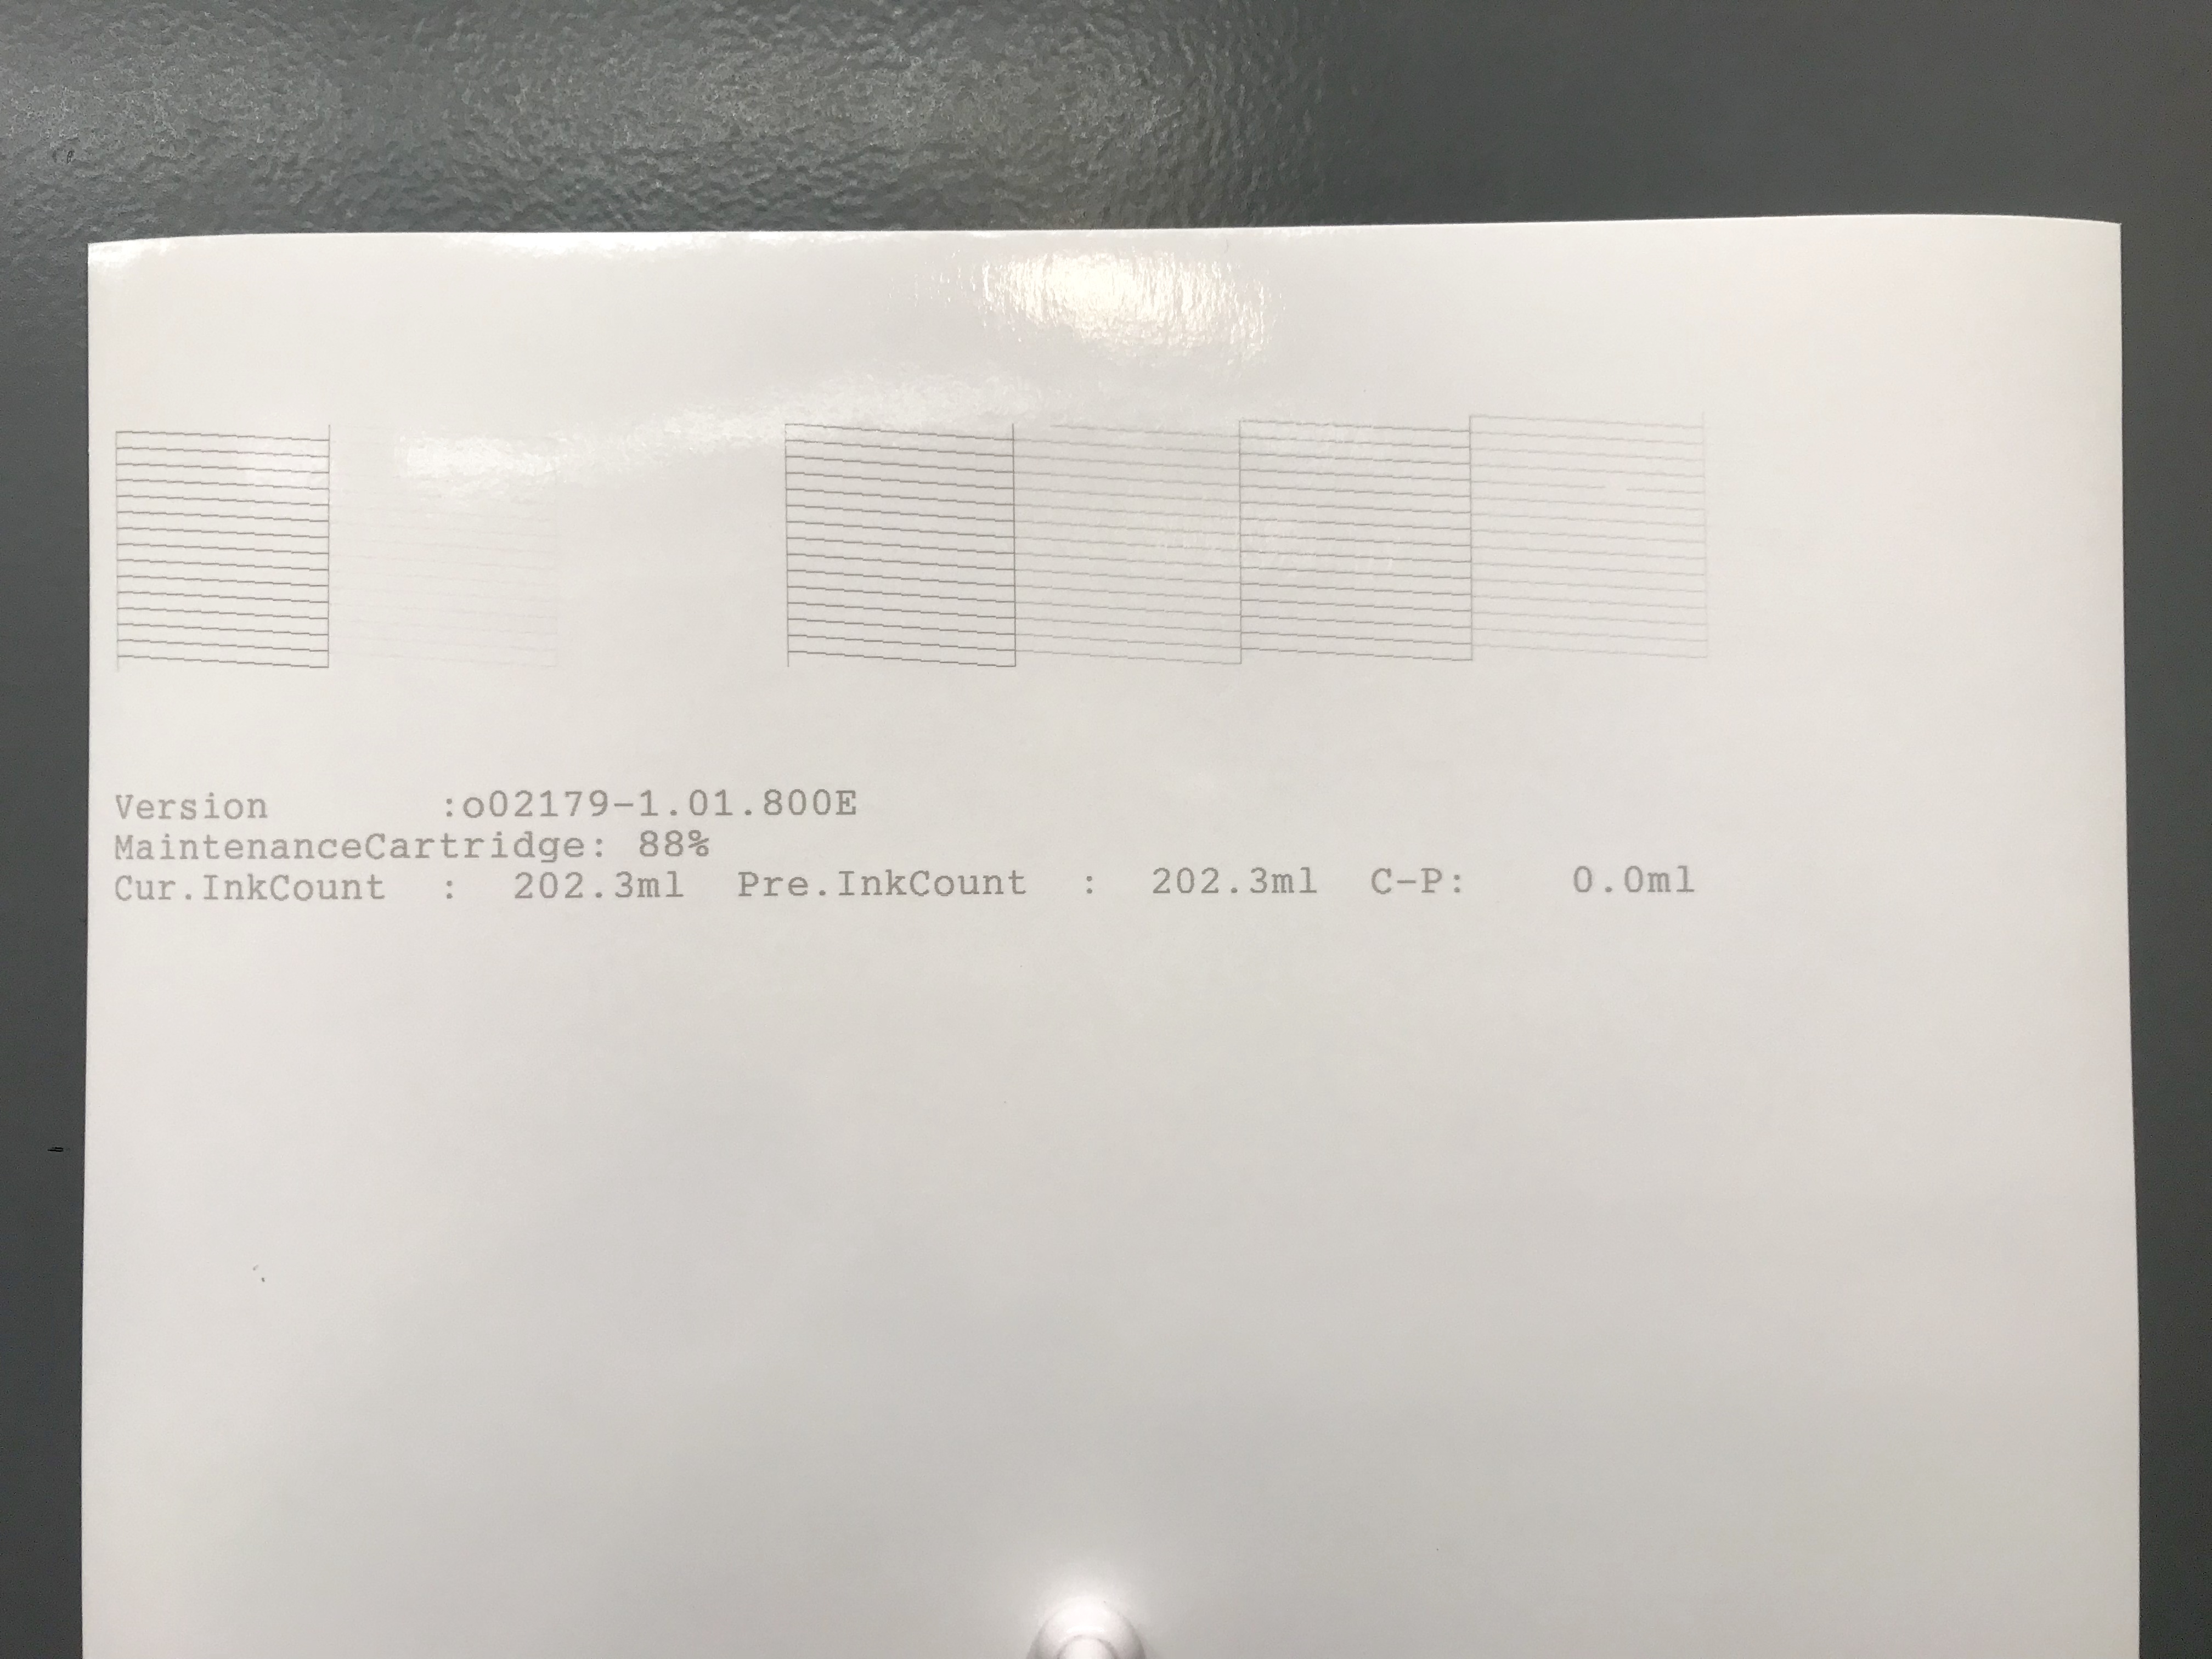 Version :o02179-1.01.800E
MaintenanceCartridge: 88%
Cur.InkCount : 202.3ml Pre.InkCount : 202.3ml C-P: 0.0ml